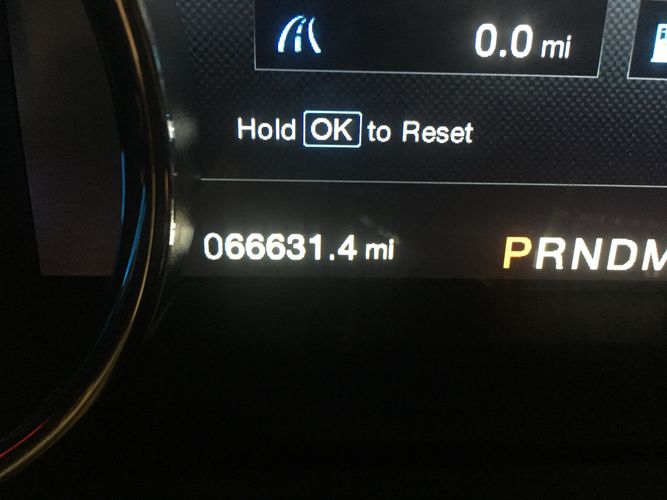 0.0 mi
Hold OK to Reset
066631.4 mi
PRNDM